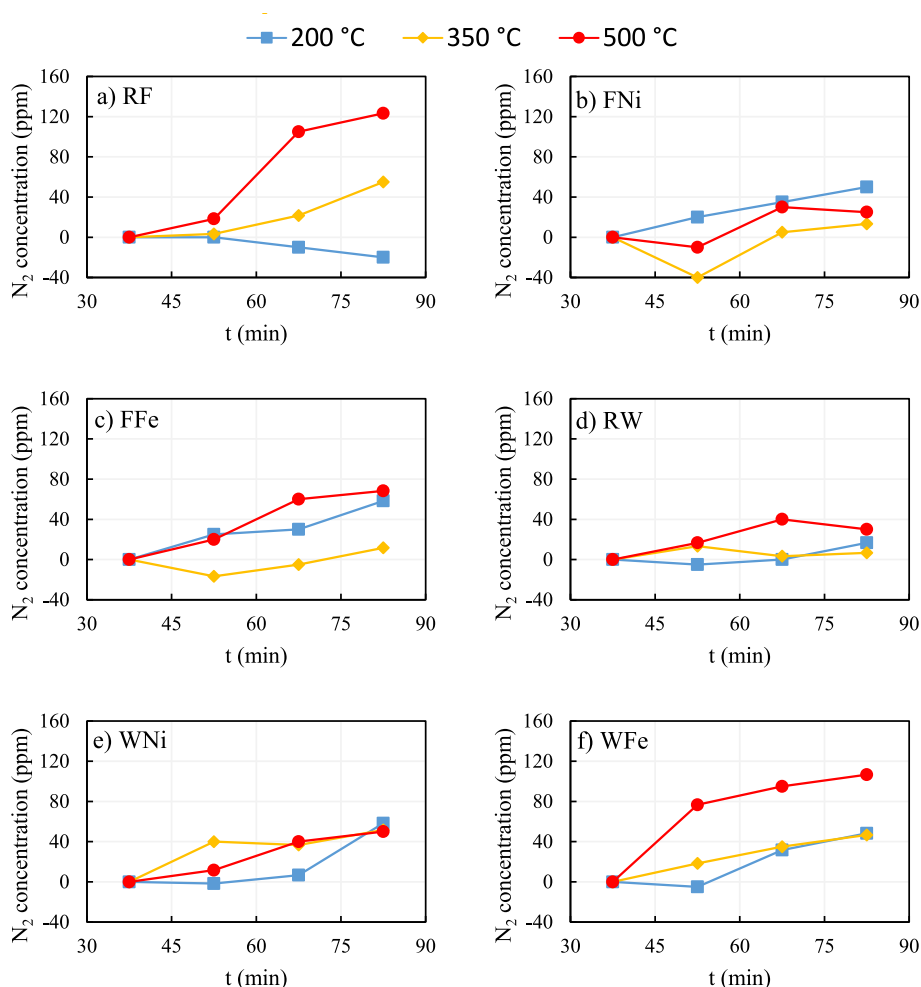 200 °C 350 °C 500 °C
a) RF
N₂ concentration (ppm)
160
120
80
40
0
-40
30 45 60 75 90
t (min)
b) FNi
N₂ concentration (ppm)
160
120
80
40
0
-40
30 45 60 75 90
t (min)
c) FFe
N₂ concentration (ppm)
160
120
80
40
0
-40
30 45 60 75 90
t (min)
d) RW
N₂ concentration (ppm)
160
120
80
40
0
-40
30 45 60 75 90
t (min)
e) WNi
N₂ concentration (ppm)
160
120
80
40
0
-40
30 45 60 75 90
t (min)
f) WFe
N₂ concentration (ppm)
160
120
80
40
0
-40
30 45 60 75 90
t (min)